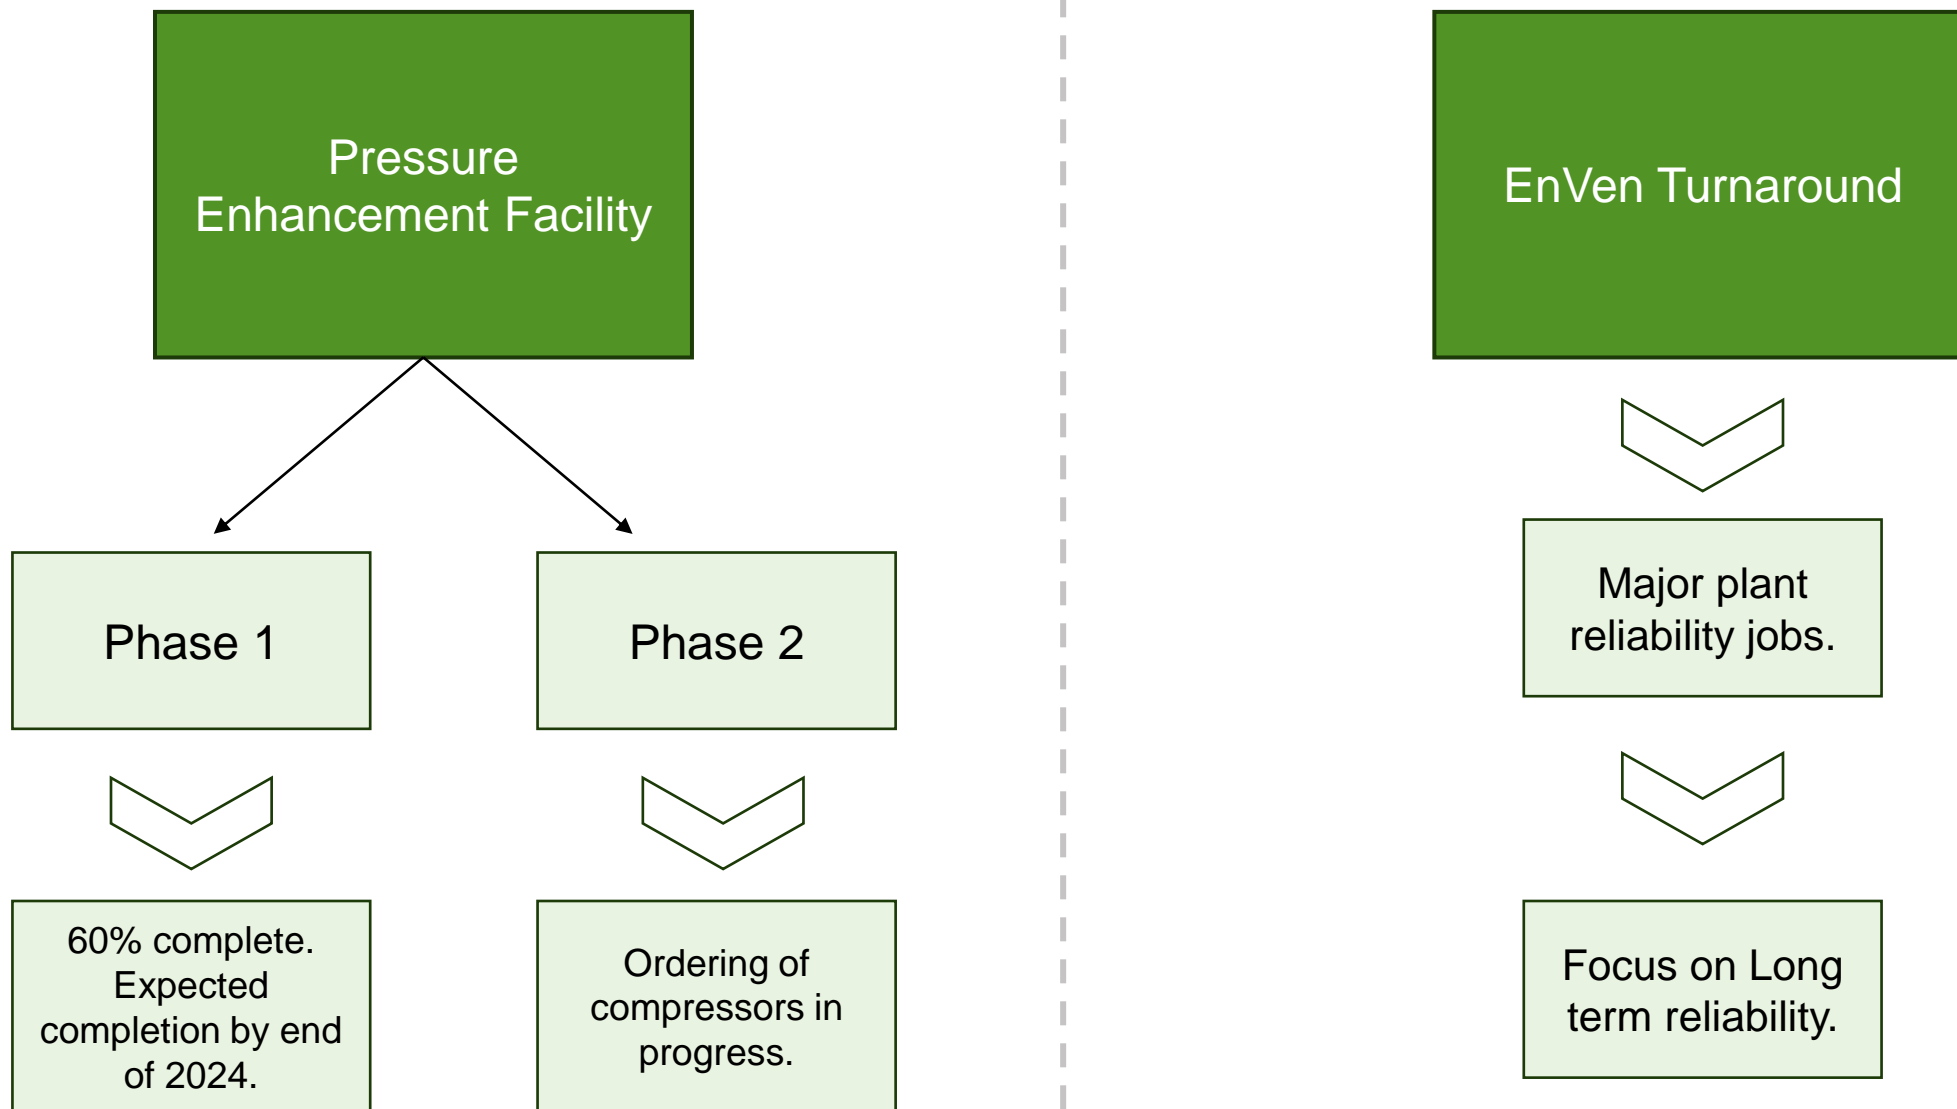 Pressure
Enhancement Facility
EnVen Turnaround
Phase 1
Phase 2
Major plant
reliability jobs.
60% complete.
Expected
completion by end
of 2024.
Ordering of
compressors in
progress.
Focus on Long
term reliability.